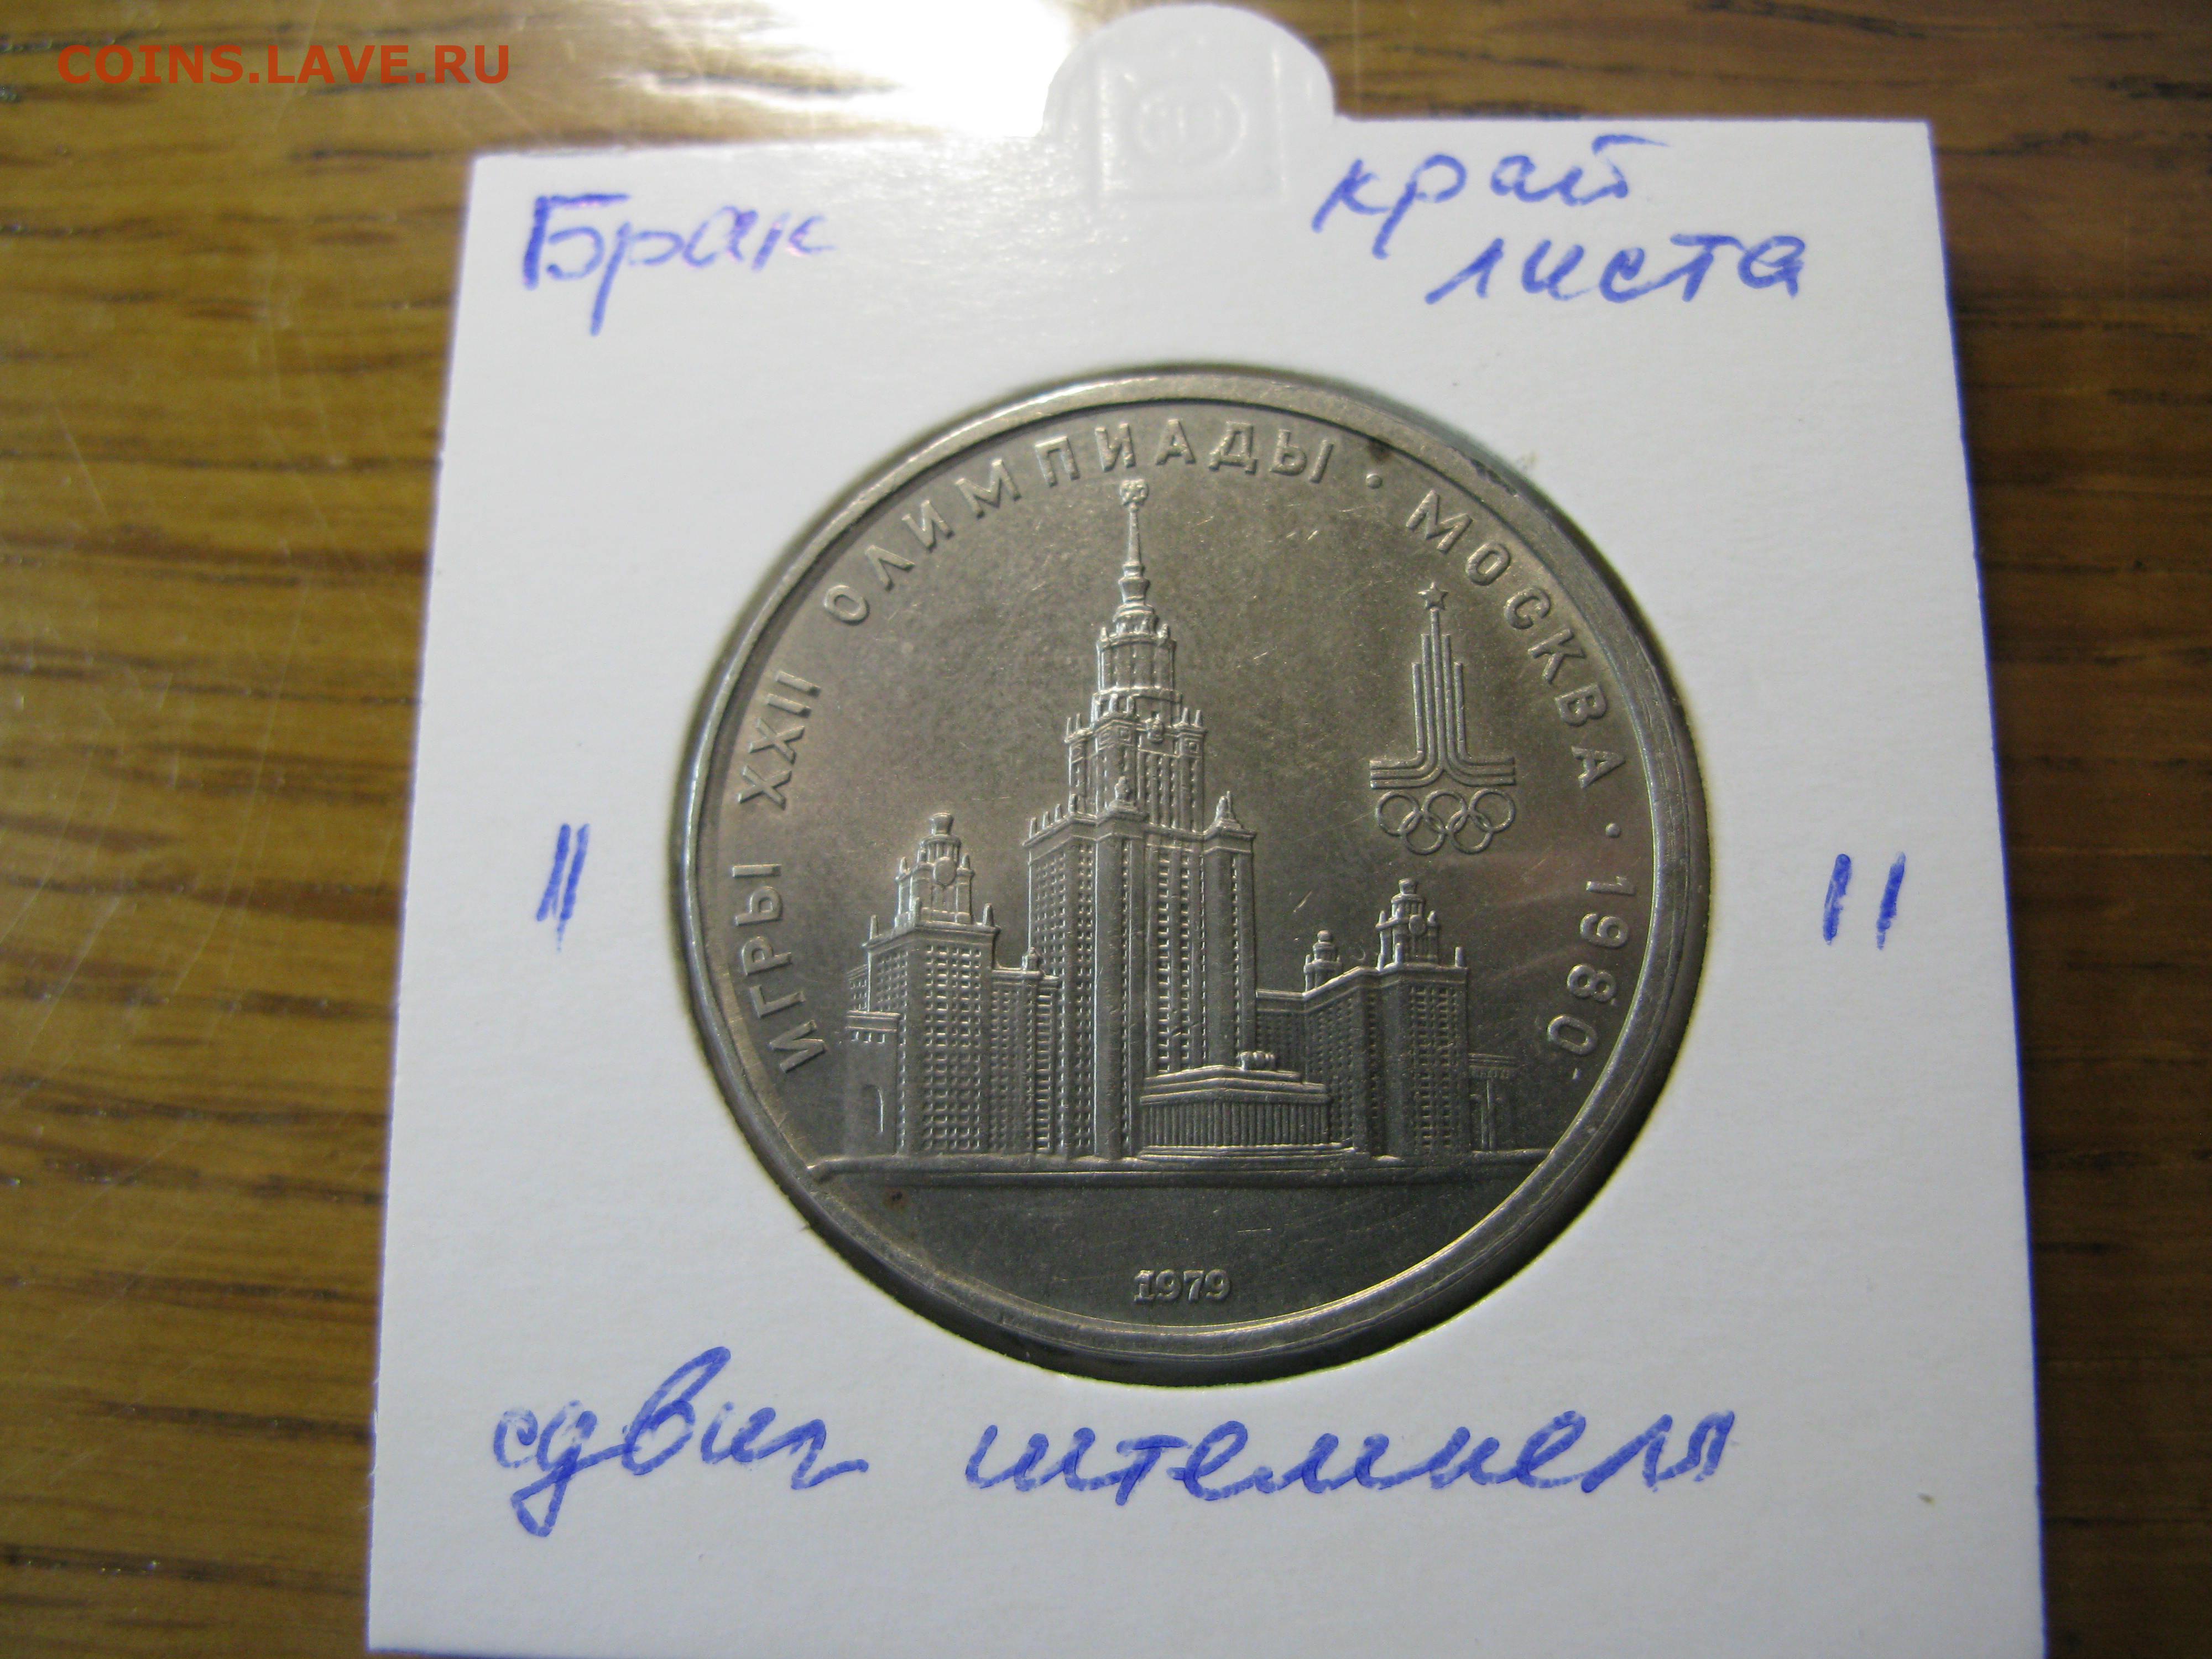 COINS.LAVE.RU
Брак
край
листа
ИГРЫ XXII ОЛИМПИАДЫ · МОСКВА · 1980
1979
" "
сдвиг штемпеля